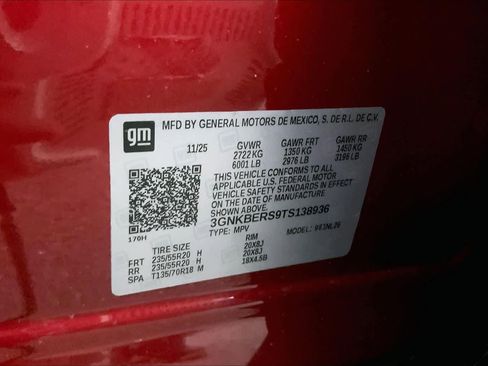 gm
MFD BY GENERAL MOTORS DE MEXICO, S. DE R.L. DE C.V.
11/25 GVWR GAWR FRT GAWR RR
2722 KG 1350 KG 1450 KG
6001 LB 2976 LB 3196 LB
THIS VEHICLE CONFORMS TO ALL
APPLICABLE U.S. FEDERAL MOTOR
VEHICLE SAFETY STANDARDS IN EFFECT
ON THE DATE OF MANUFACTURE
SHOWN ABOVE.
3GNKBERS9TS138936
170H TYPE: MPV
TIRE SIZE RIM
FRT 235/55R20 H 20X8J
RR 235/55R20 H 20X8J
SPA T135/70R18 M 18X4.5B